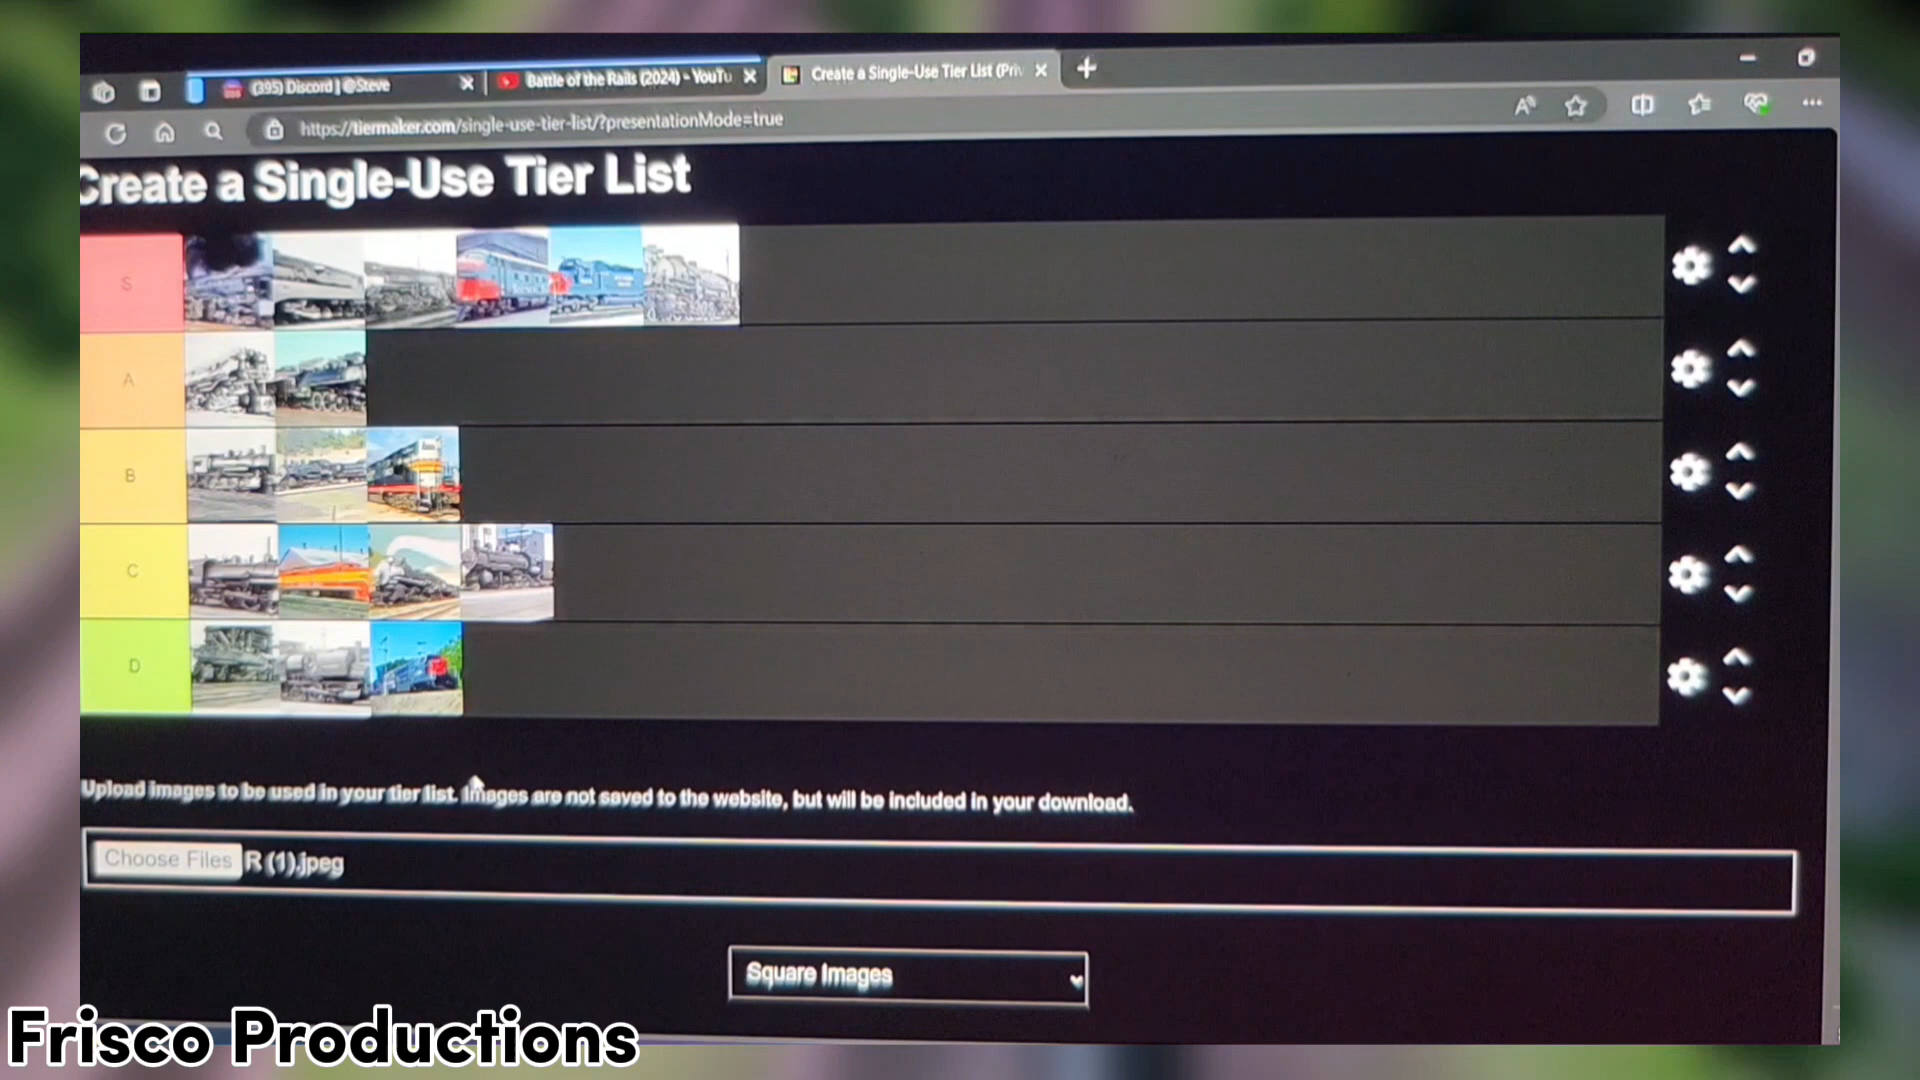 (395) Discord | @Steve
Battle of the Rails (2024) - YouTu
Create a Single-Use Tier List (Priv
https://tiermaker.com/single-use-tier-list/?presentationMode=true
Create a Single-Use Tier List
S
A
B
C
D
Upload images to be used in your tier list. Images are not saved to the website, but will be included in your download.
Choose Files R (1).jpeg
Square Images
Frisco Productions